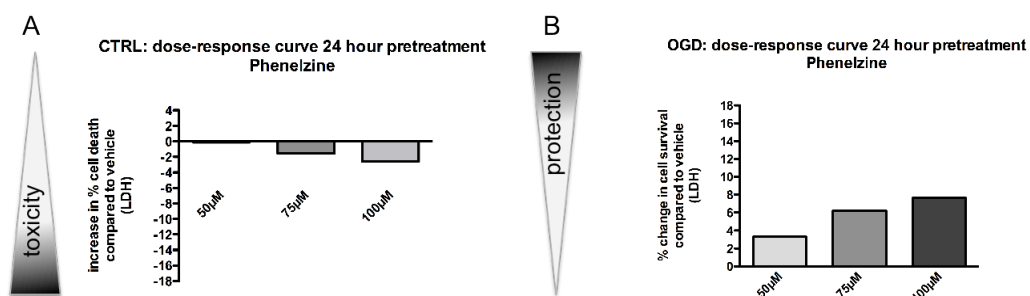 A
CTRL: dose-response curve 24 hour pretreatment
Phenelzine
toxicity
increase in % cell death
compared to vehicle
(LDH)
4
2
0
-2
-4
-6
-8
-10
-12
-14
-16
-18
50µM
75µM
100µM
B
OGD: dose-response curve 24 hour pretreatment
Phenelzine
protection
% change in cell survival
compared to vehicle
(LDH)
18
16
14
12
10
8
6
4
2
0
50µM
75µM
100µM